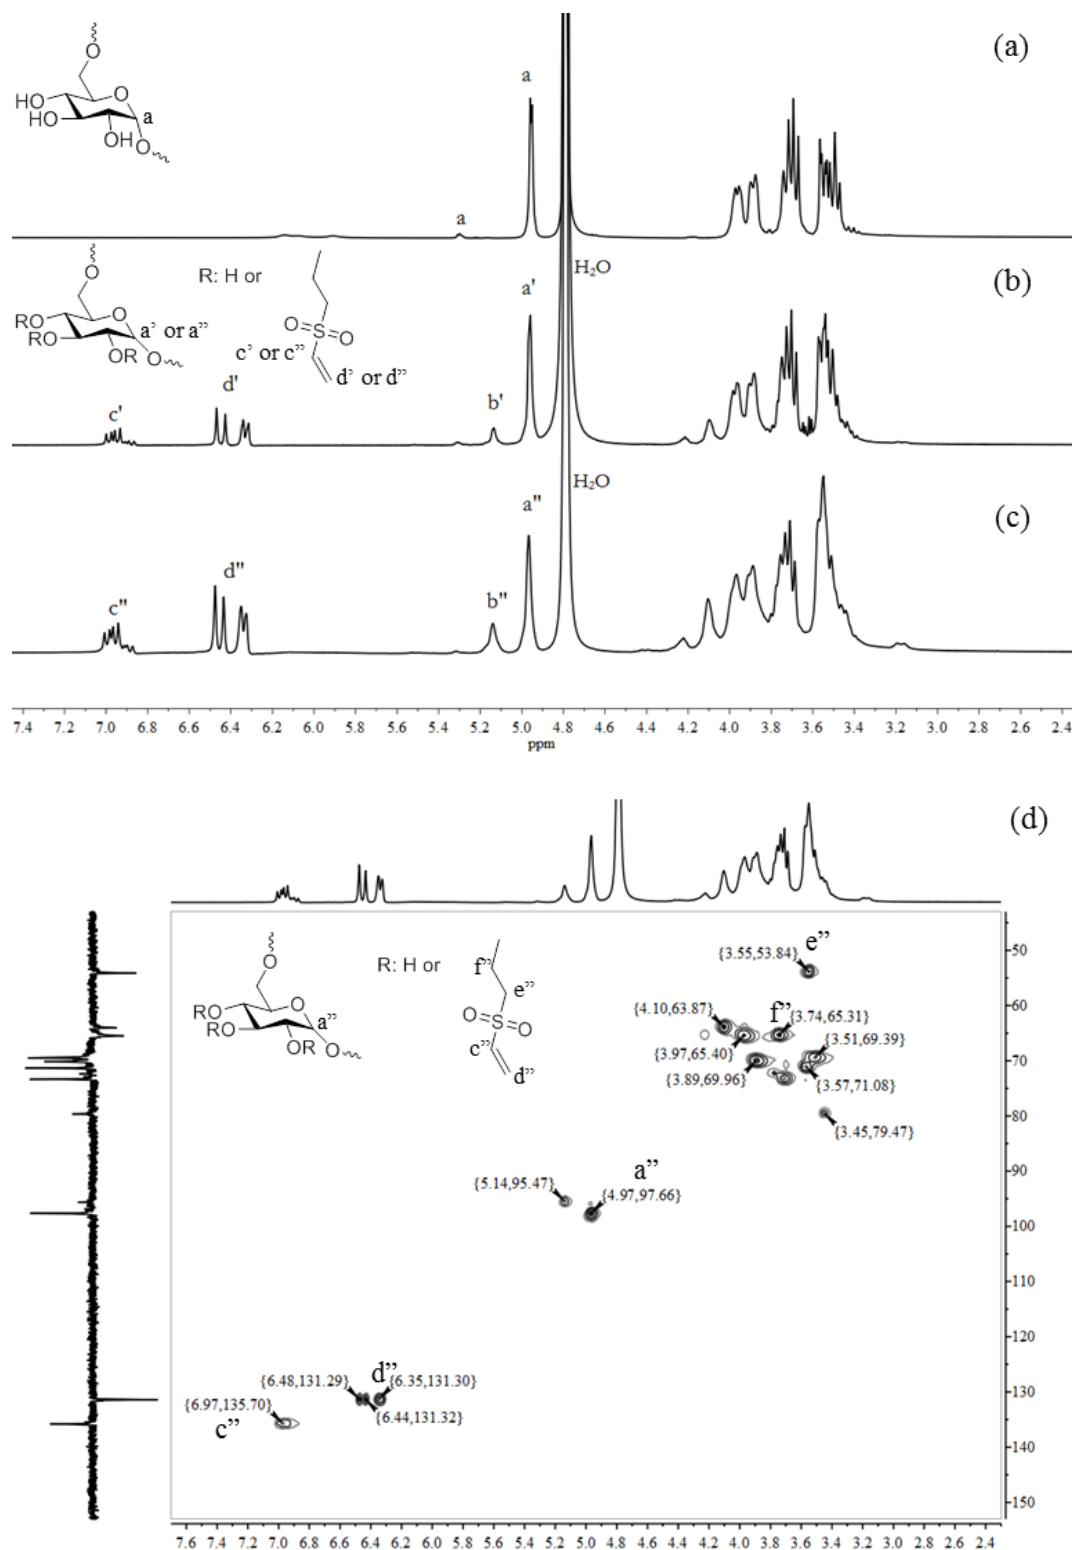 (a)
O
HO
HO
O
a
OH
O
a
a
H₂O
(b)
R: H or
O
RO
RO
O
a’ or a”
OR
O
O
S
O
c’ or c”
d’ or d”
c'
d'
b'
a'
H₂O
(c)
c"
d"
b"
a"
7.4 7.2 7.0 6.8 6.6 6.4 6.2 6.0 5.8 5.6 5.4 5.2 5.0 4.8 4.6 4.4 4.2 4.0 3.8 3.6 3.4 3.2 3.0 2.8 2.6 2.4
ppm
(d)
R: H or
O
RO
RO
O
a”
OR
O
f”
e”
O
S
O
c”
d”
e”
{3.55,53.84}
{4.10,63.87}
f”
{3.74,65.31}
{3.97,65.40}
{3.51,69.39}
{3.89,69.96}
{3.57,71.08}
{3.45,79.47}
a”
{5.14,95.47}
{4.97,97.66}
d”
{6.48,131.29}
{6.35,131.30}
{6.44,131.32}
{6.97,135.70}
c”
50
60
70
80
90
100
110
120
130
140
150
7.6 7.4 7.2 7.0 6.8 6.6 6.4 6.2 6.0 5.8 5.6 5.4 5.2 5.0 4.8 4.6 4.4 4.2 4.0 3.8 3.6 3.4 3.2 3.0 2.8 2.6 2.4